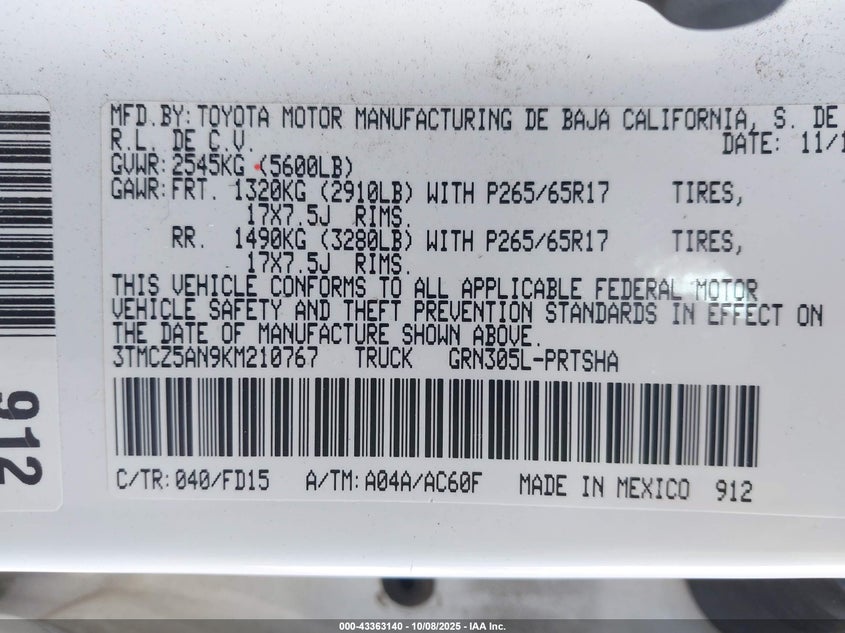 MFD.BY: TOYOTA MOTOR MANUFACTURING DE BAJA CALIFORNIA, S. DE
R.L. DE C.V. DATE: 11/1
GVWR: 2545KG (5600LB)
GAWR: FRT. 1320KG (2910LB) WITH P265/65R17 TIRES,
17X7.5J RIMS.
RR. 1490KG (3280LB) WITH P265/65R17 TIRES,
17X7.5J RIMS.
THIS VEHICLE CONFORMS TO ALL APPLICABLE FEDERAL MOTOR
VEHICLE SAFETY AND THEFT PREVENTION STANDARDS IN EFFECT ON
THE DATE OF MANUFACTURE SHOWN ABOVE.
3TMCZ5AN9KM210767 TRUCK GRN305L-PRTSHA
C/TR: 040/FD15 A/TM: A04A/AC60F MADE IN MEXICO 912
912
000-43363140 - 10/08/2025 - IAA Inc.